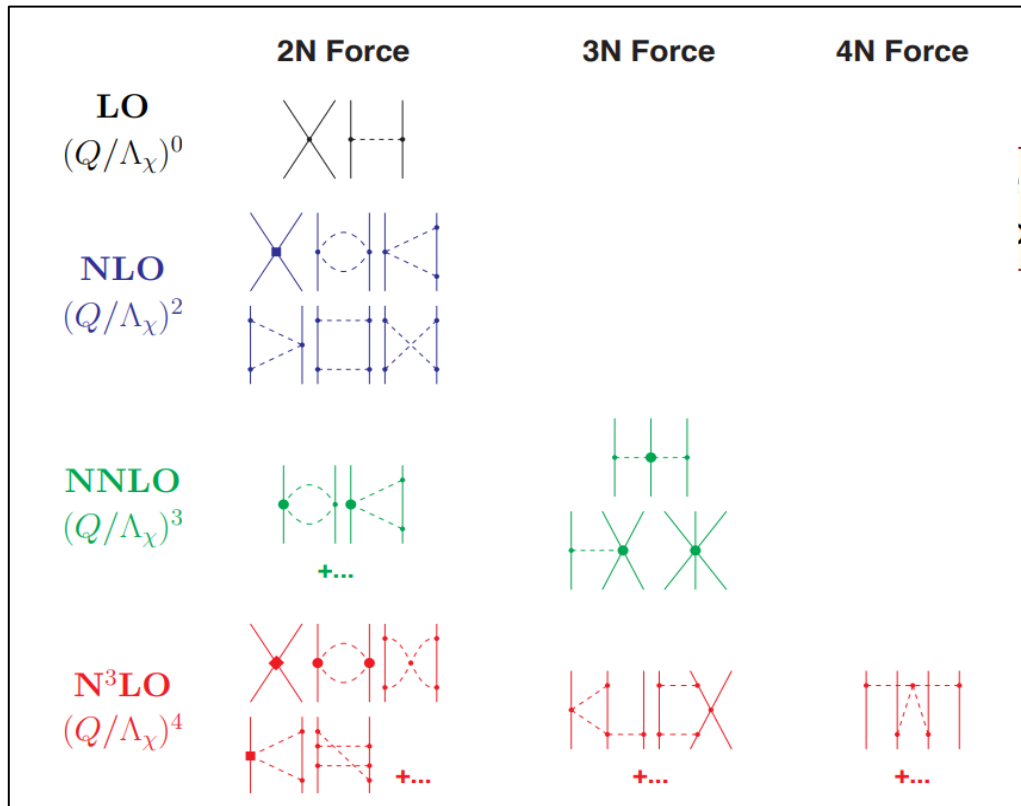 2N Force 3N Force 4N Force
LO
(Q/Λχ)⁰
NLO
(Q/Λχ)²
NNLO
(Q/Λχ)³
+...
N³LO
(Q/Λχ)⁴
+... +... +...